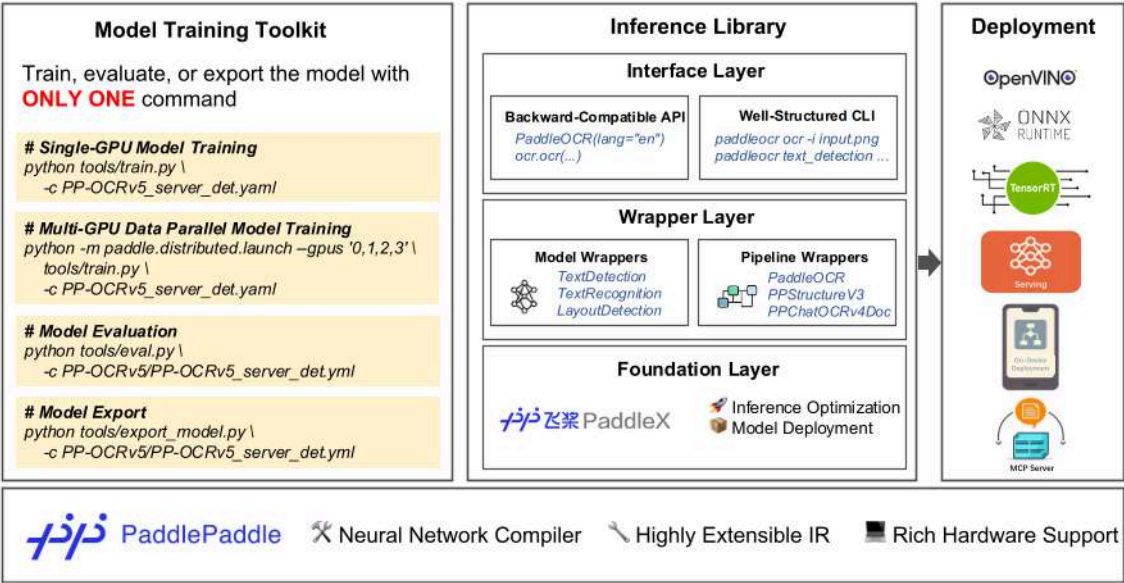 Model Training Toolkit
Train, evaluate, or export the model with
ONLY ONE command
# Single-GPU Model Training
python tools/train.py \
-c PP-OCRv5_server_det.yaml
# Multi-GPU Data Parallel Model Training
python -m paddle.distributed.launch --gpus '0,1,2,3' \
tools/train.py \
-c PP-OCRv5_server_det.yaml
# Model Evaluation
python tools/eval.py \
-c PP-OCRv5/PP-OCRv5_server_det.yml
# Model Export
python tools/export_model.py \
-c PP-OCRv5/PP-OCRv5_server_det.yml
Inference Library
Interface Layer
Backward-Compatible API
PaddleOCR(lang="en")
ocr.ocr(...)
Well-Structured CLI
paddleocr ocr -i input.png
paddleocr text_detection ...
Wrapper Layer
Model Wrappers
TextDetection
TextRecognition
LayoutDetection
Pipeline Wrappers
PaddleOCR
PPStructureV3
PPChatOCRv4Doc
Foundation Layer
飞桨 PaddleX
Inference Optimization
Model Deployment
Deployment
OpenVINO
ONNX
RUNTIME
TensorRT
Serving
On-Device
Deployment
MCP Server
PaddlePaddle
Neural Network Compiler
Highly Extensible IR
Rich Hardware Support